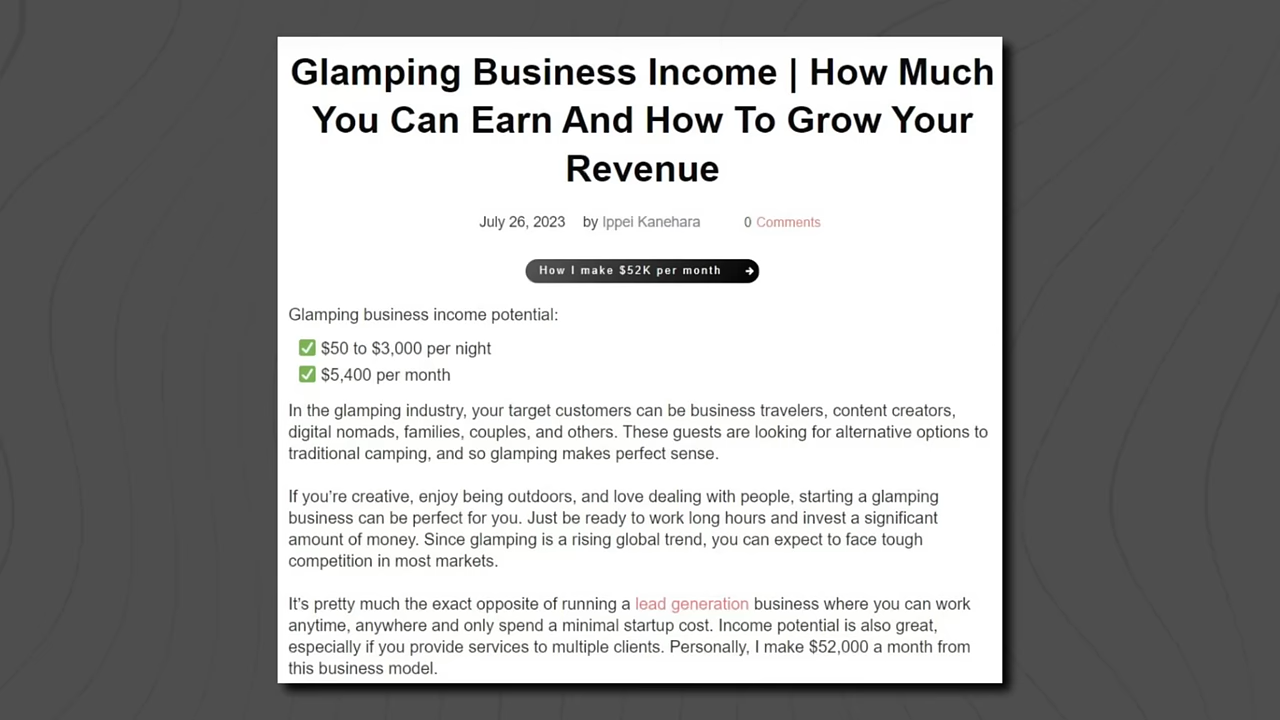 Glamping Business Income | How Much
You Can Earn And How To Grow Your
Revenue
July 26, 2023 by Ippei Kanehara 0 Comments
How I make $52K per month
Glamping business income potential:
$50 to $3,000 per night
$5,400 per month
In the glamping industry, your target customers can be business travelers, content creators,
digital nomads, families, couples, and others. These guests are looking for alternative options to
traditional camping, and so glamping makes perfect sense.
If you’re creative, enjoy being outdoors, and love dealing with people, starting a glamping
business can be perfect for you. Just be ready to work long hours and invest a significant
amount of money. Since glamping is a rising global trend, you can expect to face tough
competition in most markets.
It’s pretty much the exact opposite of running a lead generation business where you can work
anytime, anywhere and only spend a minimal startup cost. Income potential is also great,
especially if you provide services to multiple clients. Personally, I make $52,000 a month from
this business model.